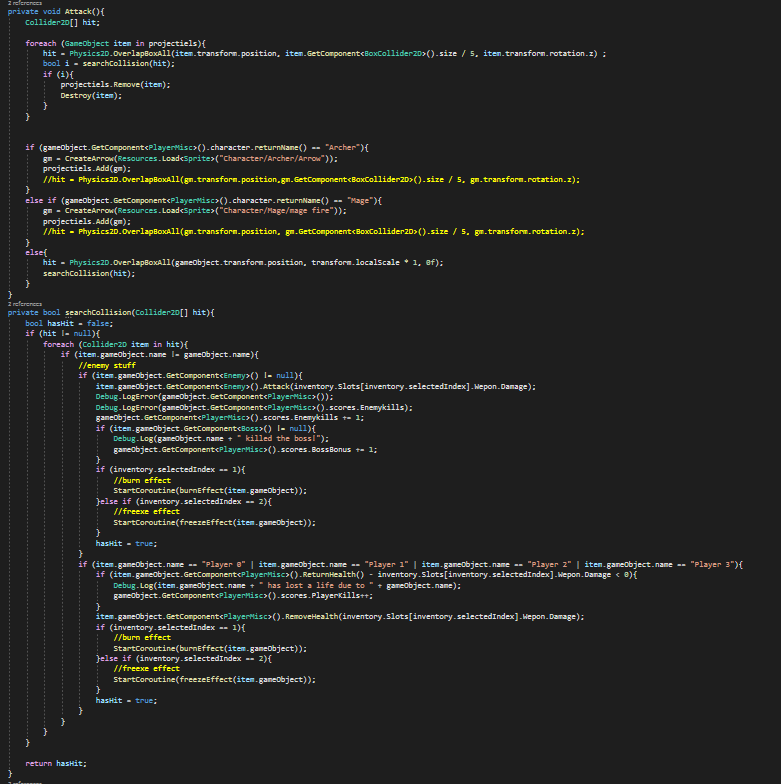 2 references
private void Attack(){
Collider2D[] hit;
foreach (GameObject item in projectiels){
hit = Physics2D.OverlapBoxAll(item.transform.position, item.GetComponent<BoxCollider2D>().size / 5, item.transform.rotation.z) ;
bool i = searchCollision(hit);
if (i){
projectiels.Remove(item);
Destroy(item);
}
}
if (gameObject.GetComponent<PlayerMisc>().character.returnName() == "Archer"){
gm = CreateArrow(Resources.Load<Sprite>("Character/Archer/Arrow"));
projectiels.Add(gm);
//hit = Physics2D.OverlapBoxAll(gm.transform.position,gm.GetComponent<BoxCollider2D>().size / 5, gm.transform.rotation.z);
}
else if (gameObject.GetComponent<PlayerMisc>().character.returnName() == "Mage"){
gm = CreateArrow(Resources.Load<Sprite>("Character/Mage/mage fire"));
projectiels.Add(gm);
//hit = Physics2D.OverlapBoxAll(gm.transform.position, gm.GetComponent<BoxCollider2D>().size / 5, gm.transform.rotation.z);
}
else{
hit = Physics2D.OverlapBoxAll(gameObject.transform.position, transform.localScale * 1, 0f);
searchCollision(hit);
}
}
2 references
private bool searchCollision(Collider2D[] hit){
bool hasHit = false;
if (hit != null){
foreach (Collider2D item in hit){
if (item.gameObject.name != gameObject.name){
//enemy stuff
if (item.gameObject.GetComponent<Enemy>() != null){
item.gameObject.GetComponent<Enemy>().Attack(inventory.Slots[inventory.selectedIndex].Wepon.Damage);
Debug.LogError(gameObject.GetComponent<PlayerMisc>());
Debug.LogError(gameObject.GetComponent<PlayerMisc>().scores.Enemykills);
gameObject.GetComponent<PlayerMisc>().scores.Enemykills += 1;
if (item.gameObject.GetComponent<Boss>() != null){
Debug.Log(gameObject.name + " killed the boss!");
gameObject.GetComponent<PlayerMisc>().scores.BossBonus += 1;
}
if (inventory.selectedIndex == 1){
//burn effect
StartCoroutine(burnEffect(item.gameObject));
}else if (inventory.selectedIndex == 2){
//freexe effect
StartCoroutine(freezeEffect(item.gameObject));
}
hasHit = true;
}
if (item.gameObject.name == "Player 0" | item.gameObject.name == "Player 1" | item.gameObject.name == "Player 2" | item.gameObject.name == "Player 3"){
if (item.gameObject.GetComponent<PlayerMisc>().ReturnHealth() - inventory.Slots[inventory.selectedIndex].Wepon.Damage < 0){
Debug.Log(item.gameObject.name + " has lost a life due to " + gameObject.name);
gameObject.GetComponent<PlayerMisc>().scores.PlayerKills++;
}
item.gameObject.GetComponent<PlayerMisc>().RemoveHealth(inventory.Slots[inventory.selectedIndex].Wepon.Damage);
if (inventory.selectedIndex == 1){
//burn effect
StartCoroutine(burnEffect(item.gameObject));
}else if (inventory.selectedIndex == 2){
//freexe effect
StartCoroutine(freezeEffect(item.gameObject));
}
hasHit = true;
}
}
}
}
return hasHit;
}
2 references